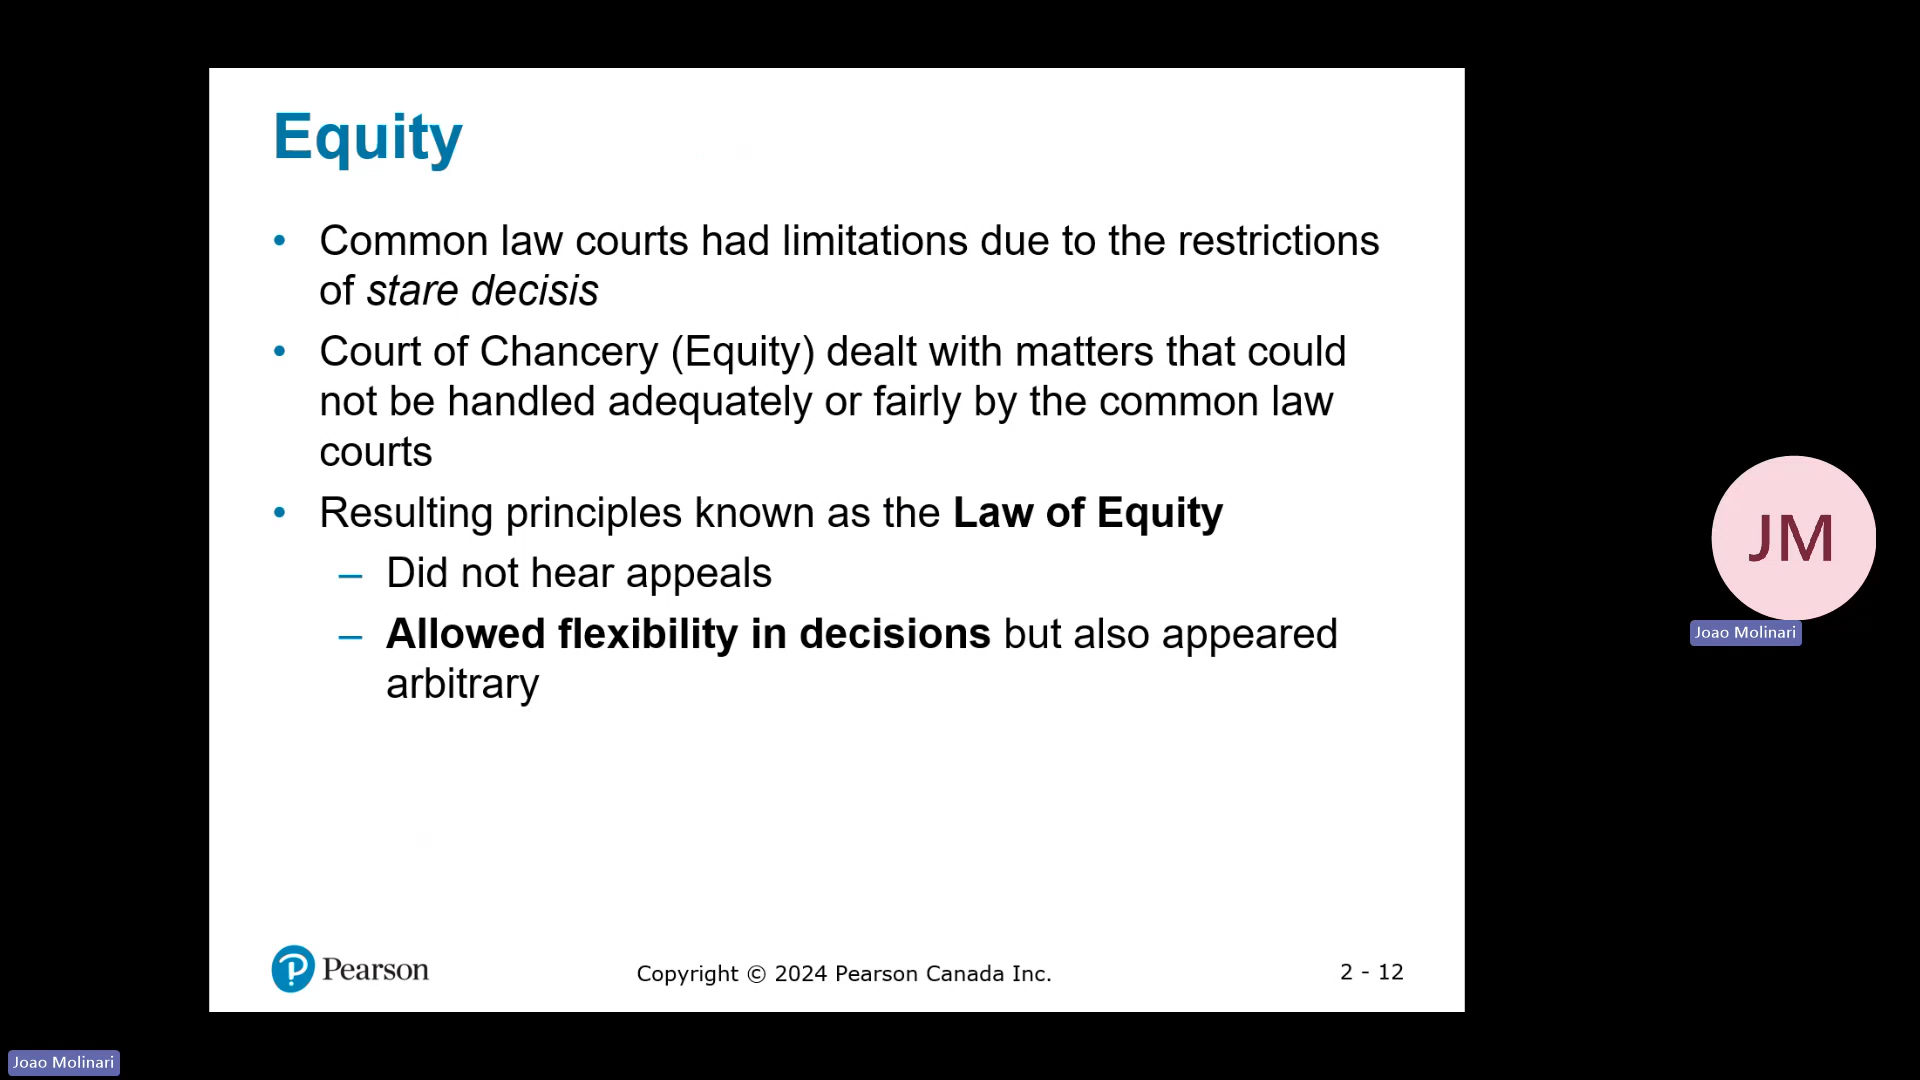 Equity
• Common law courts had limitations due to the restrictions
of stare decisis
• Court of Chancery (Equity) dealt with matters that could
not be handled adequately or fairly by the common law
courts
• Resulting principles known as the Law of Equity
– Did not hear appeals
– Allowed flexibility in decisions but also appeared
arbitrary
JM
Joao Molinari
Pearson
Copyright © 2024 Pearson Canada Inc.
2 - 12
Joao Molinari